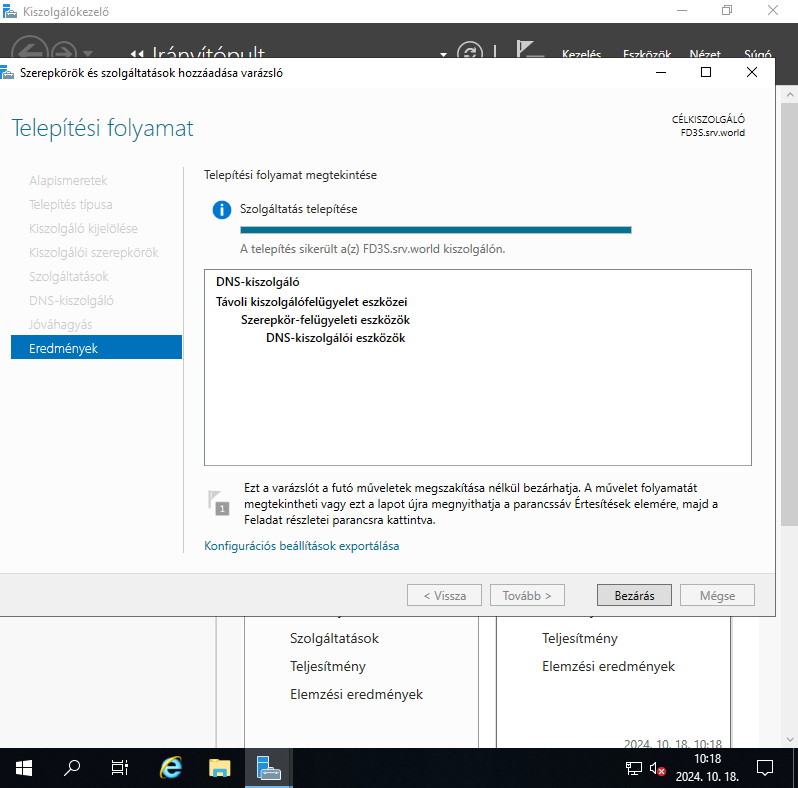 Kiszolgálókezelő
Irányítópult
Kezelés Eszközök Nézet Súgó
Szerepkörök és szolgáltatások hozzáadása varázsló
Telepítési folyamat
CÉLKISZOLGÁLÓ
FD3S.srv.world
Alapismeretek
Telepítés típusa
Kiszolgáló kijelölése
Kiszolgálói szerepkörök
Szolgáltatások
DNS-kiszolgáló
Jóváhagyás
Eredmények
Telepítési folyamat megtekintése
Szolgáltatás telepítése
A telepítés sikerült a(z) FD3S.srv.world kiszolgálón.
DNS-kiszolgáló
Távoli kiszolgálófelügyelet eszközei
Szerepkör-felügyeleti eszközök
DNS-kiszolgálói eszközök
1
Ezt a varázslót a futó műveletek megszakítása nélkül bezárhatja. A művelet folyamatát
megtekintheti vagy ezt a lapot újra megnyithatja a parancssáv Értesítések elemére, majd a
Feladat részletei parancsra kattintva.
Konfigurációs beállítások exportálása
< Vissza Tovább > Bezárás Mégse
Szolgáltatások
Teljesítmény
Elemzési eredmények
Teljesítmény
Elemzési eredmények
2024. 10. 18. 10:18
10:18
2024. 10. 18.